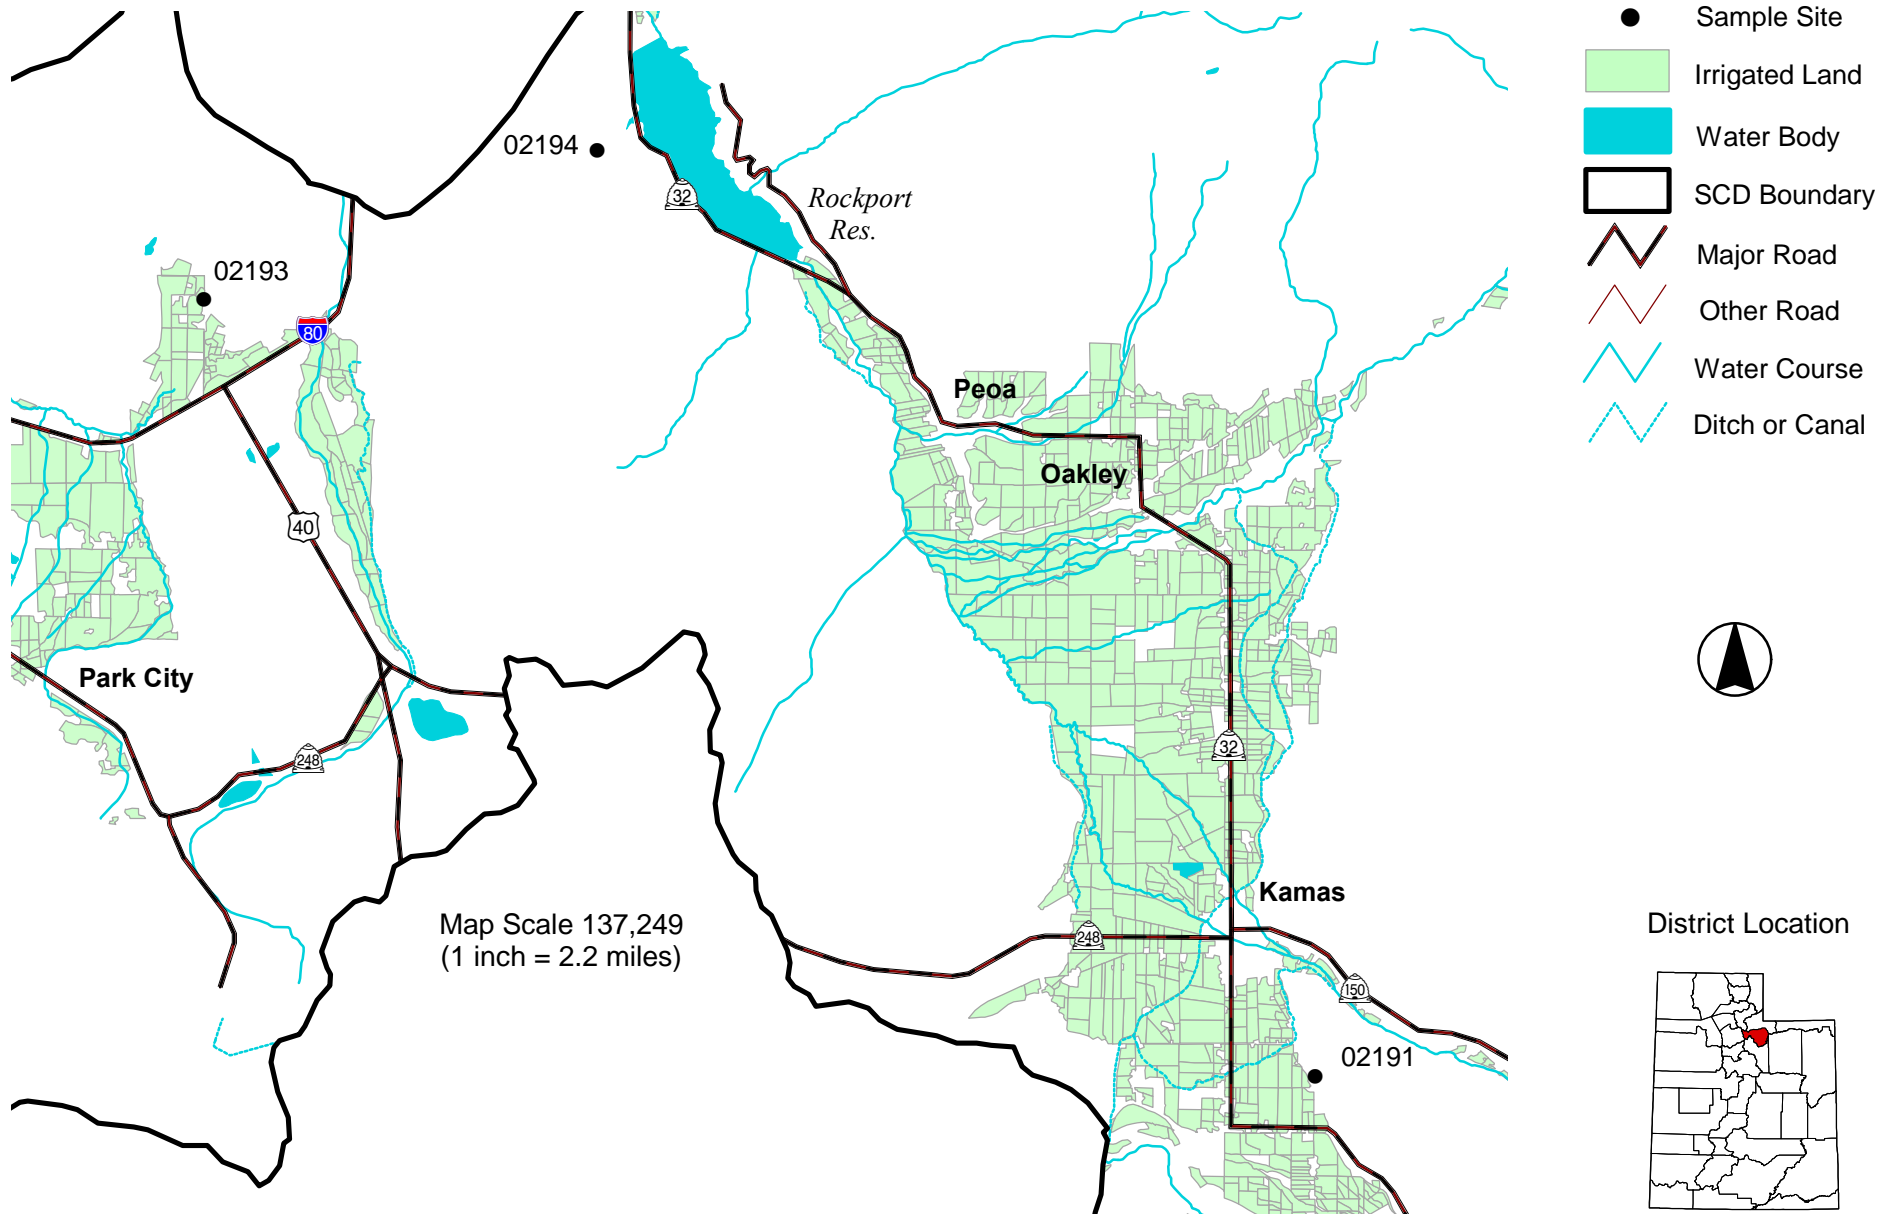 Sample Site
Irrigated Land
Water Body
SCD Boundary
Major Road
Other Road
Water Course
Ditch or Canal
02194
32
Rockport
Res.
02193
80
Peoa
Oakley
40
Park City
248
32
Kamas
Map Scale 137,249
(1 inch = 2.2 miles)
248
150
02191
District Location